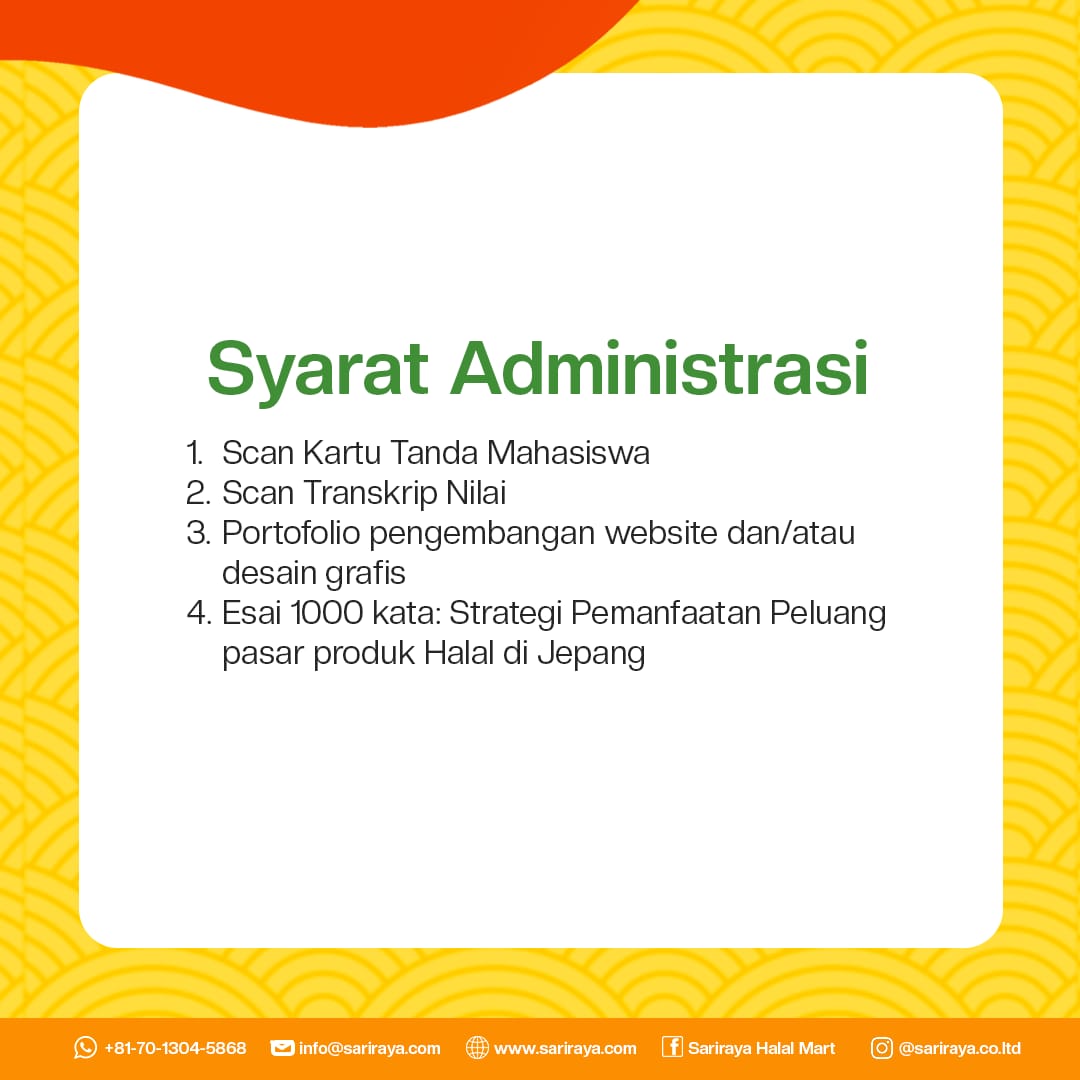 Syarat Administrasi
1. Scan Kartu Tanda Mahasiswa
2. Scan Transkrip Nilai
3. Portofolio pengembangan website dan/atau
desain grafis
4. Esai 1000 kata: Strategi Pemanfaatan Peluang
pasar produk Halal di Jepang
+81-70-1304-5868 info@sariraya.com www.sariraya.com Sariraya Halal Mart @sariraya.co.ltd